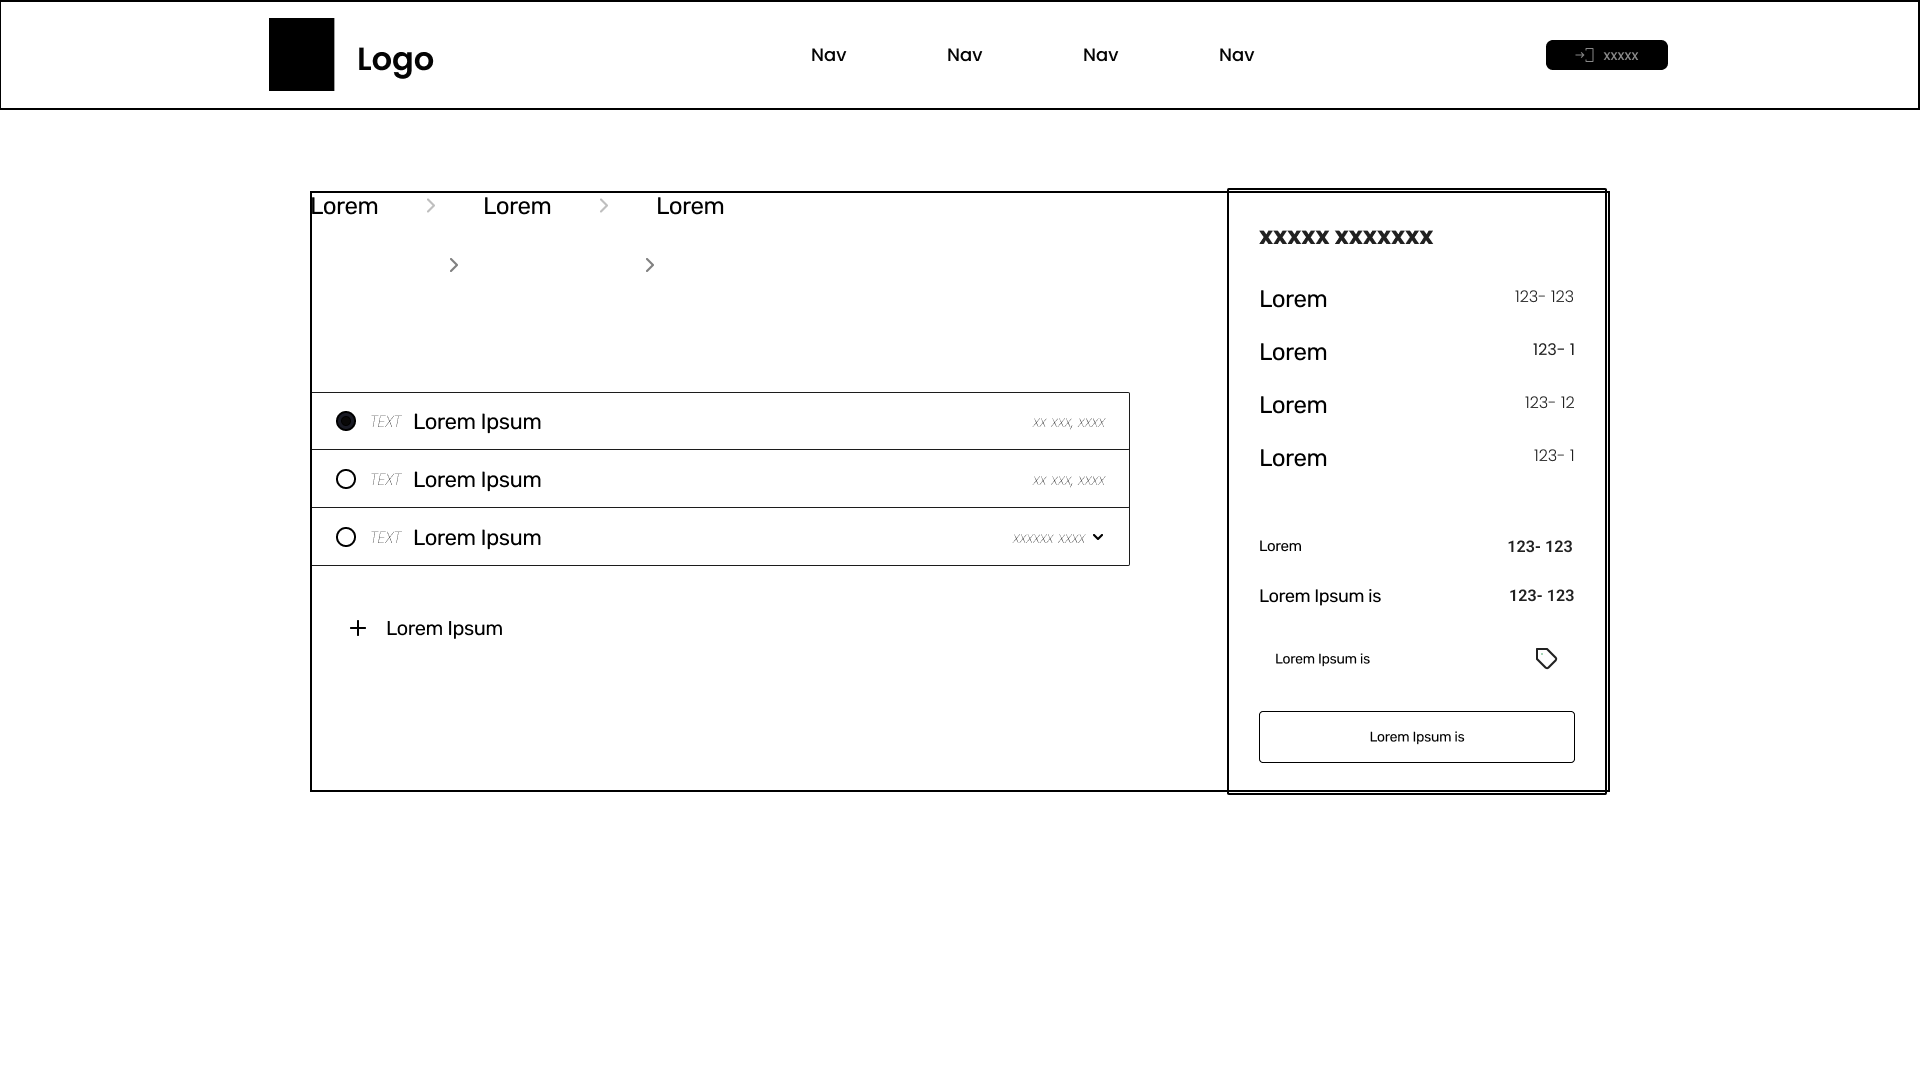 Logo
Nav Nav Nav Nav
xxxxx
Lorem Lorem Lorem
TEXT Lorem Ipsum xx xxx, xxxx
TEXT Lorem Ipsum xx xxx, xxxx
TEXT Lorem Ipsum xxxxxx xxxx
Lorem Ipsum
xxxxx xxxxxxx
Lorem 123- 123
Lorem 123- 1
Lorem 123- 12
Lorem 123- 1
Lorem 123- 123
Lorem Ipsum is 123- 123
Lorem Ipsum is
Lorem Ipsum is